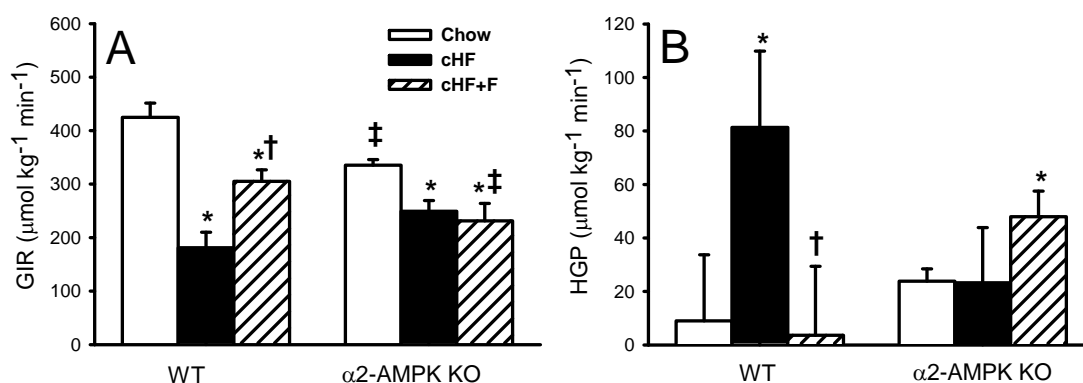 A
GIR (μmol kg⁻¹ min⁻¹)
600
500
400
300
200
100
0
Chow
cHF
cHF+F
*
*†
‡
*
*‡
WT
α2-AMPK KO
B
HGP (μmol kg⁻¹ min⁻¹)
120
100
80
60
40
20
0
*
†
*
WT
α2-AMPK KO